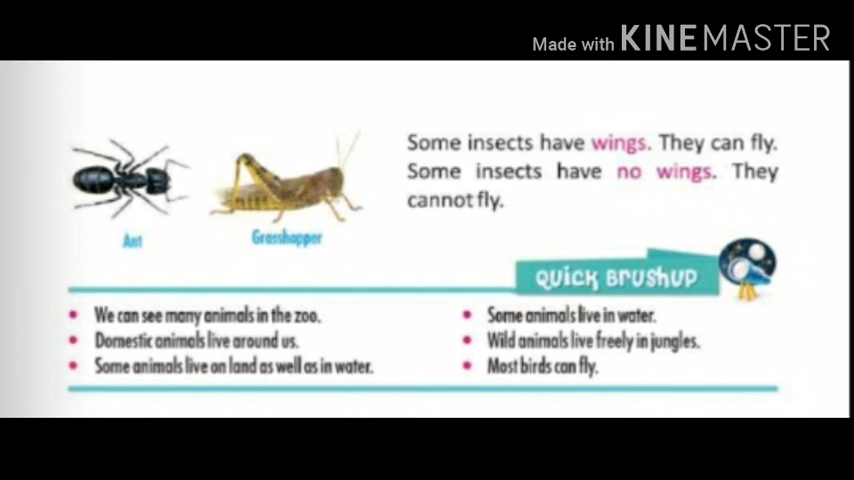 Made with KINEMASTER
Some insects have wings. They can fly.
Some insects have no wings. They
cannot fly.
Ant
Grasshopper
Quick Brushup
• We can see many animals in the zoo.
• Domestic animals live around us.
• Some animals live on land as well as in water.
• Some animals live in water.
• Wild animals live freely in jungles.
• Most birds can fly.